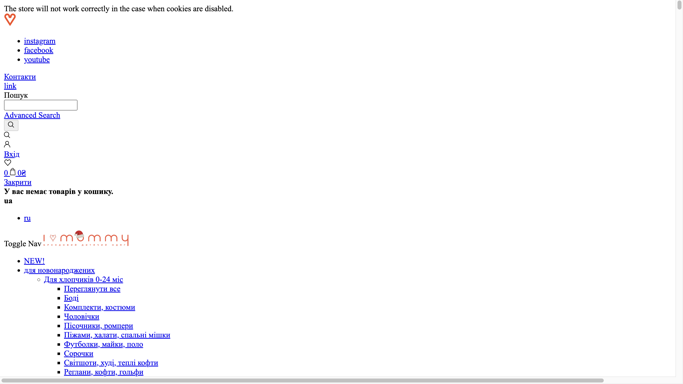 The store will not work correctly in the case when cookies are disabled.
instagram
facebook
youtube
Контакти
link
Пошук
Advanced Search
Вхід
0 0₴
Закрити
У вас немає товарів у кошику.
ua
ru
Toggle Nav i mommy
NEW!
для новонароджених
Для хлопчиків 0-24 міс
Переглянути все
Боді
Комплекти, костюми
Чоловічки
Пісочники, ромпери
Піжами, халати, спальні мішки
Футболки, майки, поло
Сорочки
Світшоти, худі, теплі кофти
Реглани, кофти, гольфи